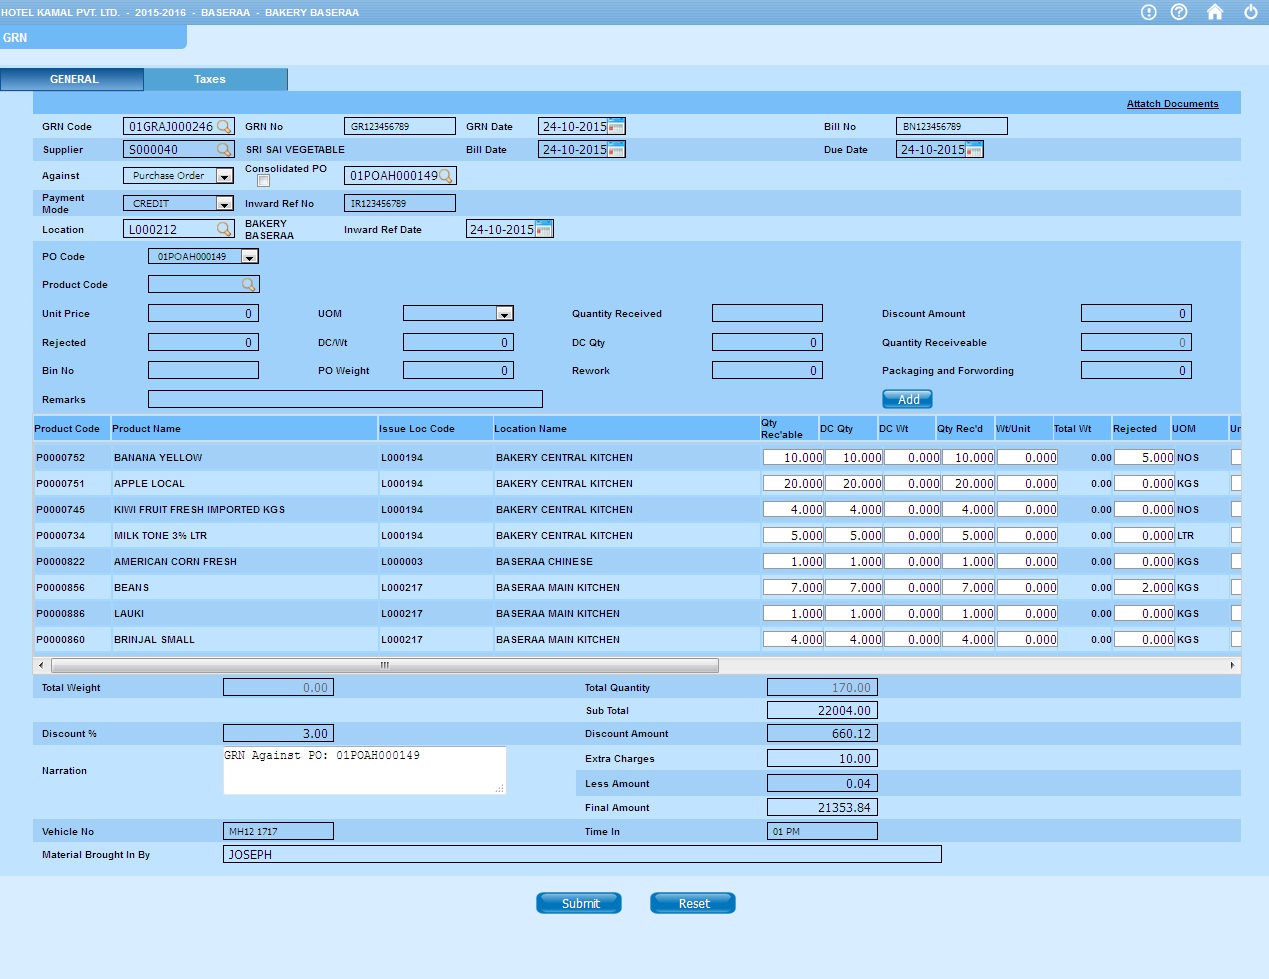 HOTEL KAMAL PVT. LTD. - 2015-2016 - BASERAA - BAKERY BASERAA
GRN
GENERAL Taxes
Attatch Documents
GRN Code 01GRAJ000246 GRN No GR123456789 GRN Date 24-10-2015 Bill No BN123456789
Supplier S000040 SRI SAI VEGETABLE Bill Date 24-10-2015 Due Date 24-10-2015
Against Purchase Order Consolidated PO 01POAH000149
Payment Mode CREDIT Inward Ref No IR123456789
Location L000212 BAKERY BASERAA Inward Ref Date 24-10-2015
PO Code 01POAH000149
Product Code
Unit Price 0 UOM Quantity Received Discount Amount 0
Rejected 0 DC/Wt 0 DC Qty 0 Quantity Receiveable 0
Bin No PO Weight 0 Rework 0 Packaging and Forwording 0
Remarks Add
Product Code Product Name Issue Loc Code Location Name Qty Rec'able DC Qty DC Wt Qty Rec'd Wt/Unit Total Wt Rejected UOM
P0000752 BANANA YELLOW L000194 BAKERY CENTRAL KITCHEN 10.000 10.000 0.000 10.000 0.000 0.00 5.000 NOS
P0000751 APPLE LOCAL L000194 BAKERY CENTRAL KITCHEN 20.000 20.000 0.000 20.000 0.000 0.00 0.000 KGS
P0000745 KIWI FRUIT FRESH IMPORTED KGS L000194 BAKERY CENTRAL KITCHEN 4.000 4.000 0.000 4.000 0.000 0.00 0.000 NOS
P0000734 MILK TONE 3% LTR L000194 BAKERY CENTRAL KITCHEN 5.000 5.000 0.000 5.000 0.000 0.00 0.000 LTR
P0000822 AMERICAN CORN FRESH L000003 BASERAA CHINESE 1.000 1.000 0.000 1.000 0.000 0.00 0.000 KGS
P0000856 BEANS L000217 BASERAA MAIN KITCHEN 7.000 7.000 0.000 7.000 0.000 0.00 2.000 KGS
P0000886 LAUKI L000217 BASERAA MAIN KITCHEN 1.000 1.000 0.000 1.000 0.000 0.00 0.000 KGS
P0000860 BRINJAL SMALL L000217 BASERAA MAIN KITCHEN 4.000 4.000 0.000 4.000 0.000 0.00 0.000 KGS
Total Weight 0.00 Total Quantity 170.00
Sub Total 22004.00
Discount % 3.00 Discount Amount 660.12
Narration GRN Against PO: 01POAH000149 Extra Charges 10.00
Less Amount 0.04
Final Amount 21353.84
Vehicle No MH12 1717 Time In 01 PM
Material Brought In By JOSEPH
Submit Reset